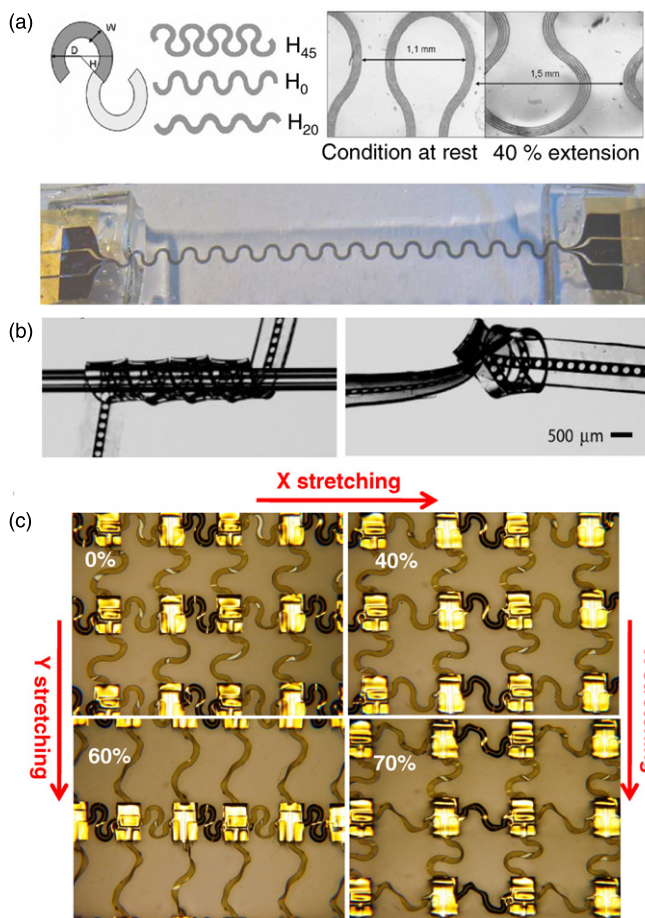 (a)
W
D
H
H45
H0
H20
1,1 mm
1,5 mm
Condition at rest
40 % extension
(b)
500 μm
X stretching
(c)
0%
40%
Y stretching
60%
70%